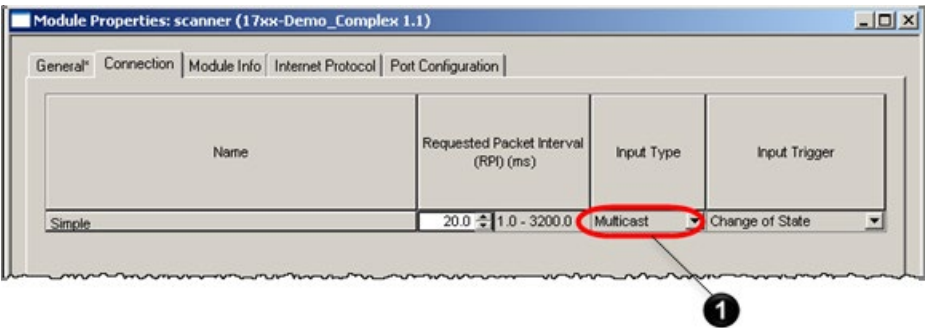 Module Properties: scanner (17xx-Demo_Complex 1.1)
General* Connection Module Info Internet Protocol Port Configuration
Name
Requested Packet Interval
(RPI) (ms)
Input Type
Input Trigger
Simple 20.0 1.0 - 3200.0 Multicast Change of State
1